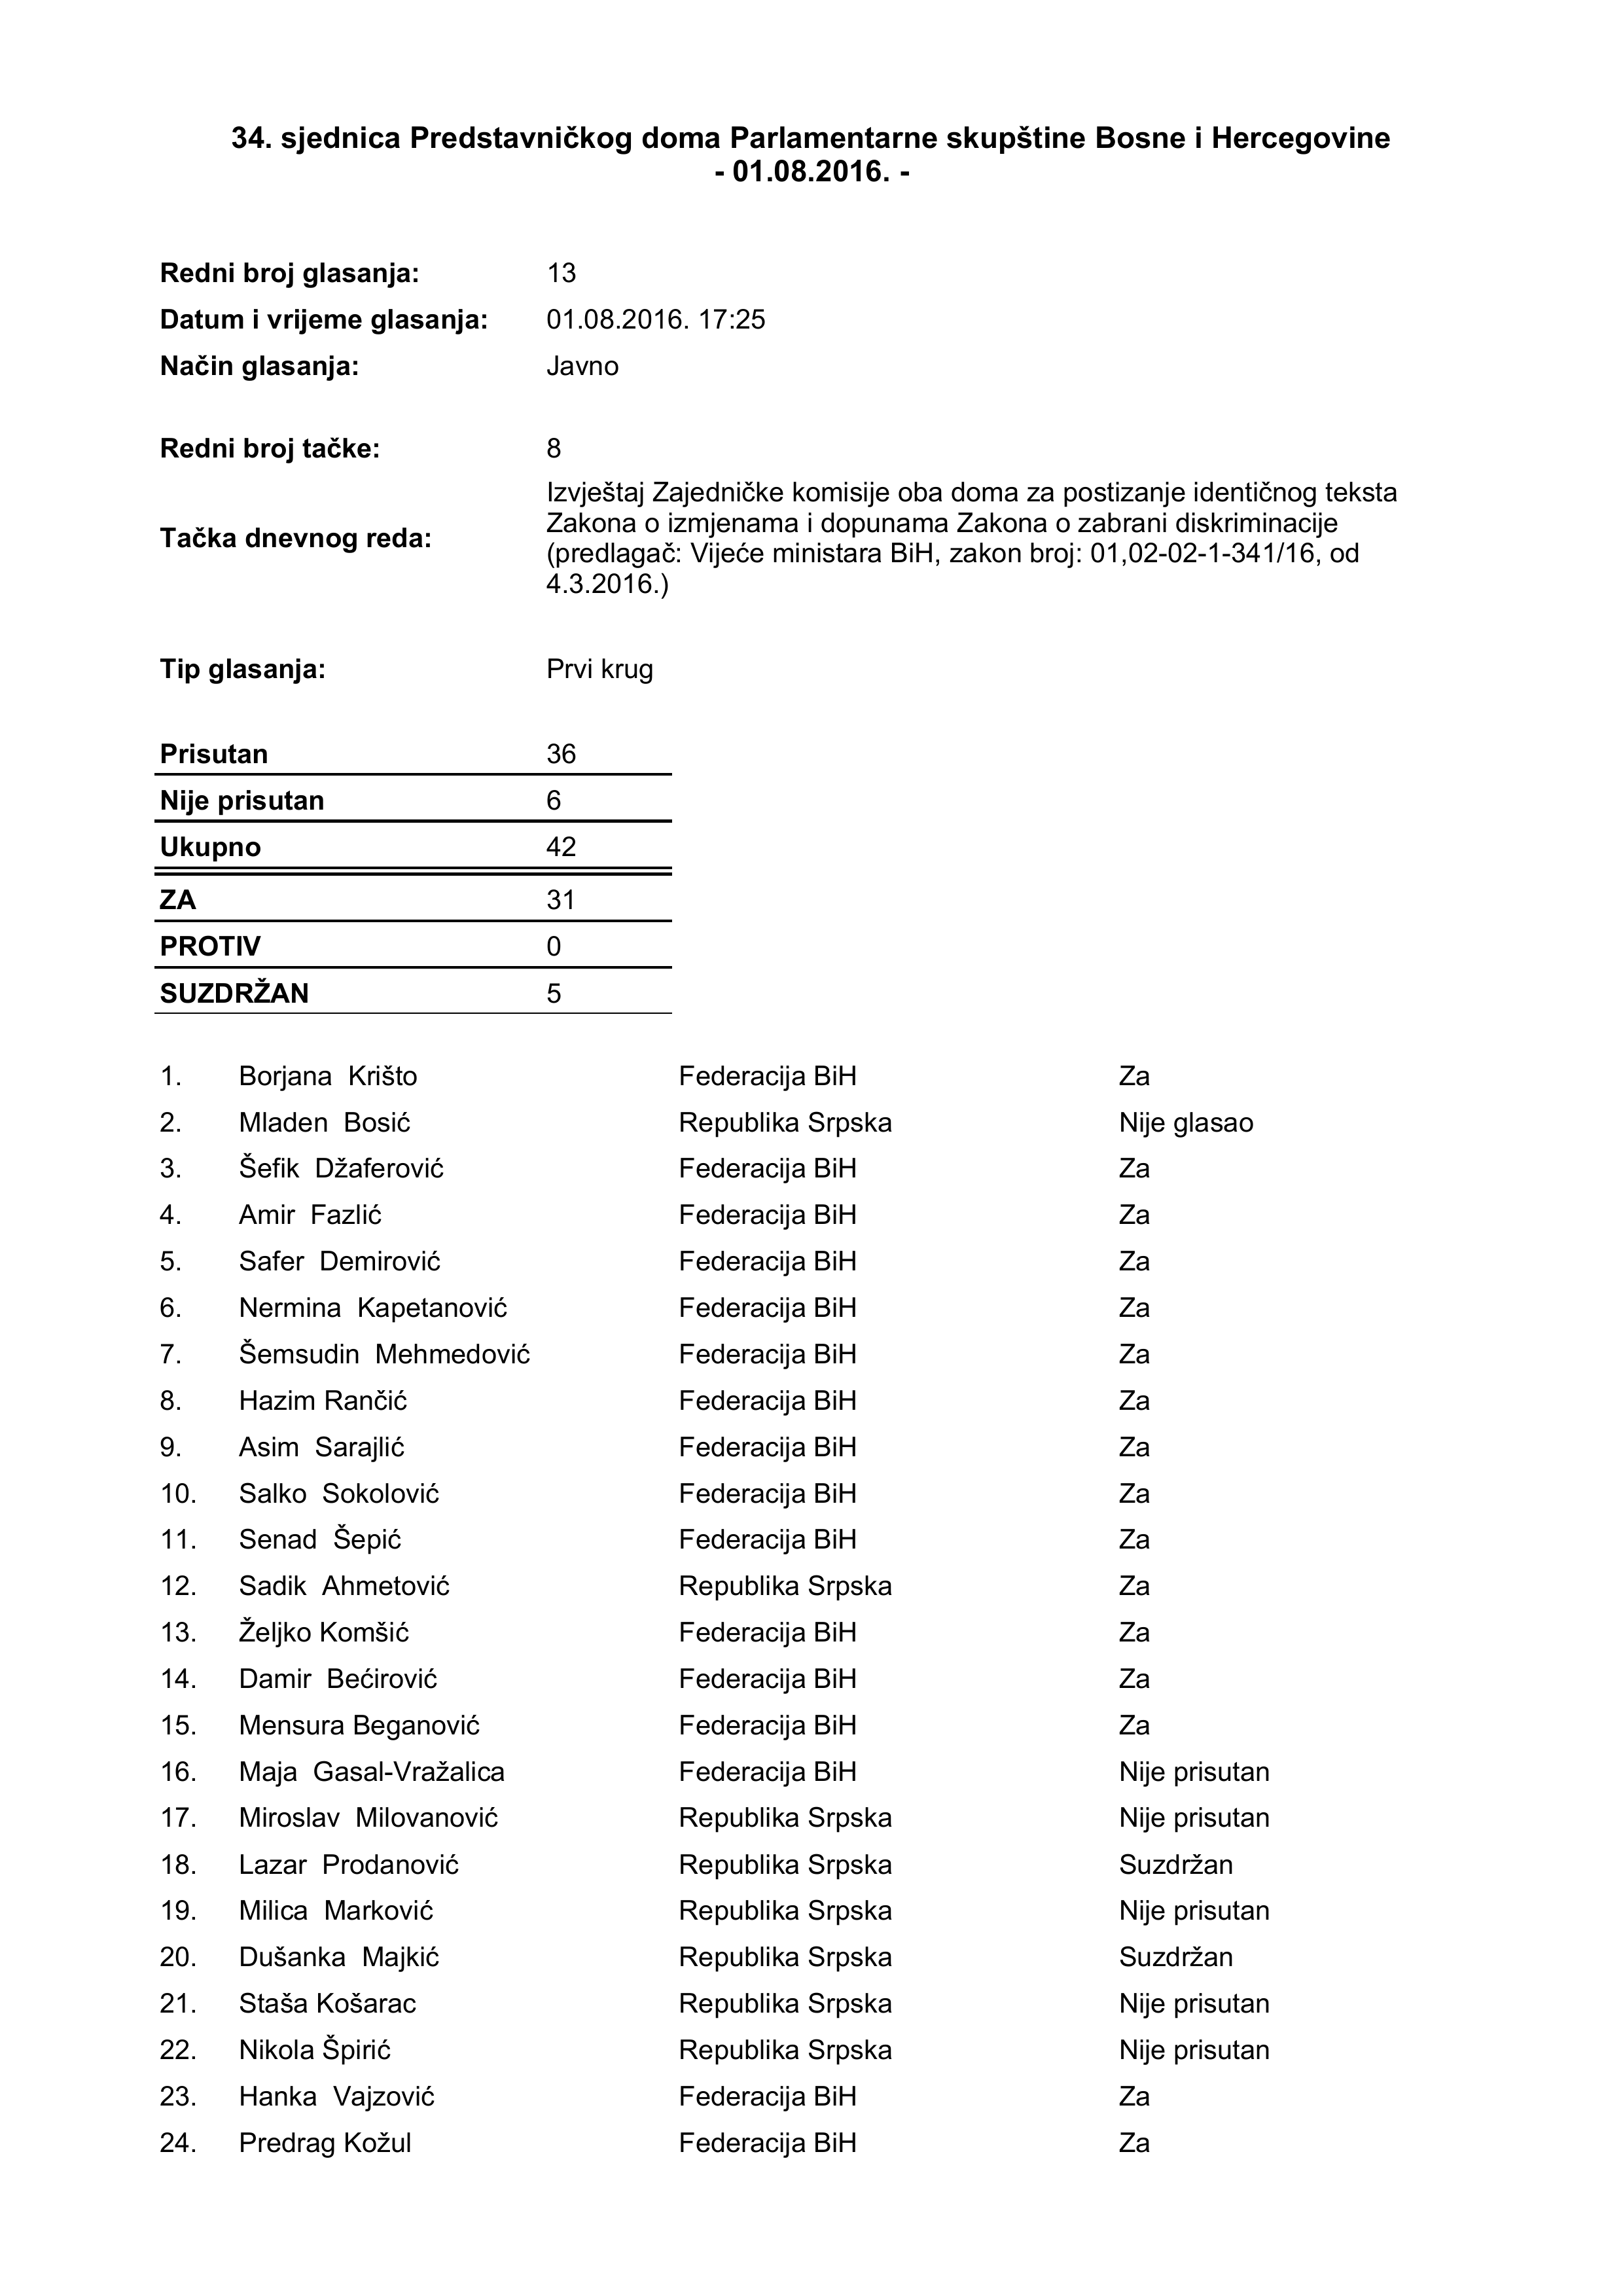 34. sjednica Predstavničkog doma Parlamentarne skupštine Bosne i Hercegovine
- 01.08.2016. -
Redni broj glasanja: 13
Datum i vrijeme glasanja: 01.08.2016. 17:25
Način glasanja: Javno
Redni broj tačke: 8
Tačka dnevnog reda: Izvještaj Zajedničke komisije oba doma za postizanje identičnog teksta
Zakona o izmjenama i dopunama Zakona o zabrani diskriminacije
(predlagač: Vijeće ministara BiH, zakon broj: 01,02-02-1-341/16, od
4.3.2016.)
Tip glasanja: Prvi krug
Prisutan 36
Nije prisutan 6
Ukupno 42
ZA 31
PROTIV 0
SUZDRŽAN 5
1. Borjana Krišto Federacija BiH Za
2. Mladen Bosić Republika Srpska Nije glasao
3. Šefik Džaferović Federacija BiH Za
4. Amir Fazlić Federacija BiH Za
5. Safer Demirović Federacija BiH Za
6. Nermina Kapetanović Federacija BiH Za
7. Šemsudin Mehmedović Federacija BiH Za
8. Hazim Rančić Federacija BiH Za
9. Asim Sarajlić Federacija BiH Za
10. Salko Sokolović Federacija BiH Za
11. Senad Šepić Federacija BiH Za
12. Sadik Ahmetović Republika Srpska Za
13. Željko Komšić Federacija BiH Za
14. Damir Bećirović Federacija BiH Za
15. Mensura Beganović Federacija BiH Za
16. Maja Gasal-Vražalica Federacija BiH Nije prisutan
17. Miroslav Milovanović Republika Srpska Nije prisutan
18. Lazar Prodanović Republika Srpska Suzdržan
19. Milica Marković Republika Srpska Nije prisutan
20. Dušanka Majkić Republika Srpska Suzdržan
21. Staša Košarac Republika Srpska Nije prisutan
22. Nikola Špirić Republika Srpska Nije prisutan
23. Hanka Vajzović Federacija BiH Za
24. Predrag Kožul Federacija BiH Za